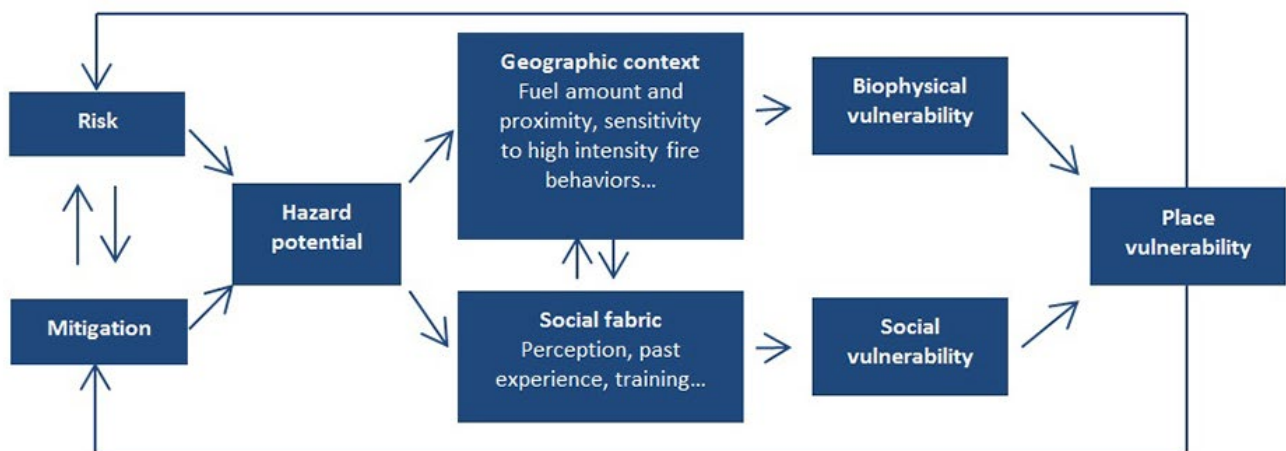 Risk
Mitigation
Hazard
potential
Geographic context
Fuel amount and
proximity, sensitivity
to high intensity fire
behaviors...
Social fabric
Perception, past
experience, training...
Biophysical
vulnerability
Social
vulnerability
Place
vulnerability